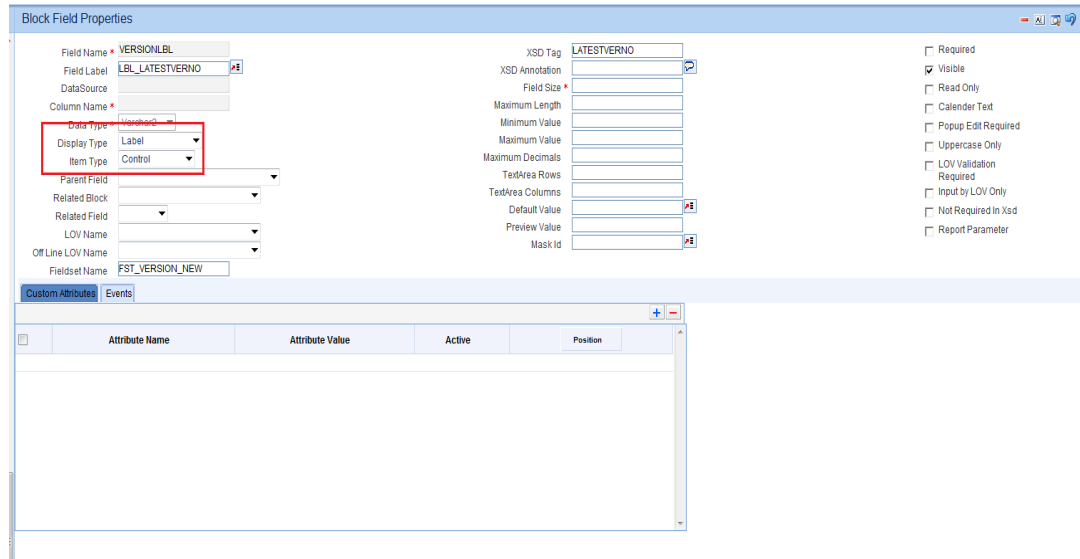 Block Field Properties
Field Name * VERSIONLBL
Field Label LBL_LATESTVERNO
DataSource
Column Name *
Data Type * Varchar2
Display Type Label
Item Type Control
Parent Field
Related Block
Related Field
LOV Name
Off Line LOV Name
Fieldset Name FST_VERSION_NEW
XSD Tag LATESTVERNO
XSD Annotation
Field Size *
Maximum Length
Minimum Value
Maximum Value
Maximum Decimals
TextArea Rows
TextArea Columns
Default Value
Preview Value
Mask Id
Required
Visible
Read Only
Calender Text
Popup Edit Required
Uppercase Only
LOV Validation
Required
Input by LOV Only
Not Required In Xsd
Report Parameter
Custom Attributes Events
Attribute Name Attribute Value Active Position